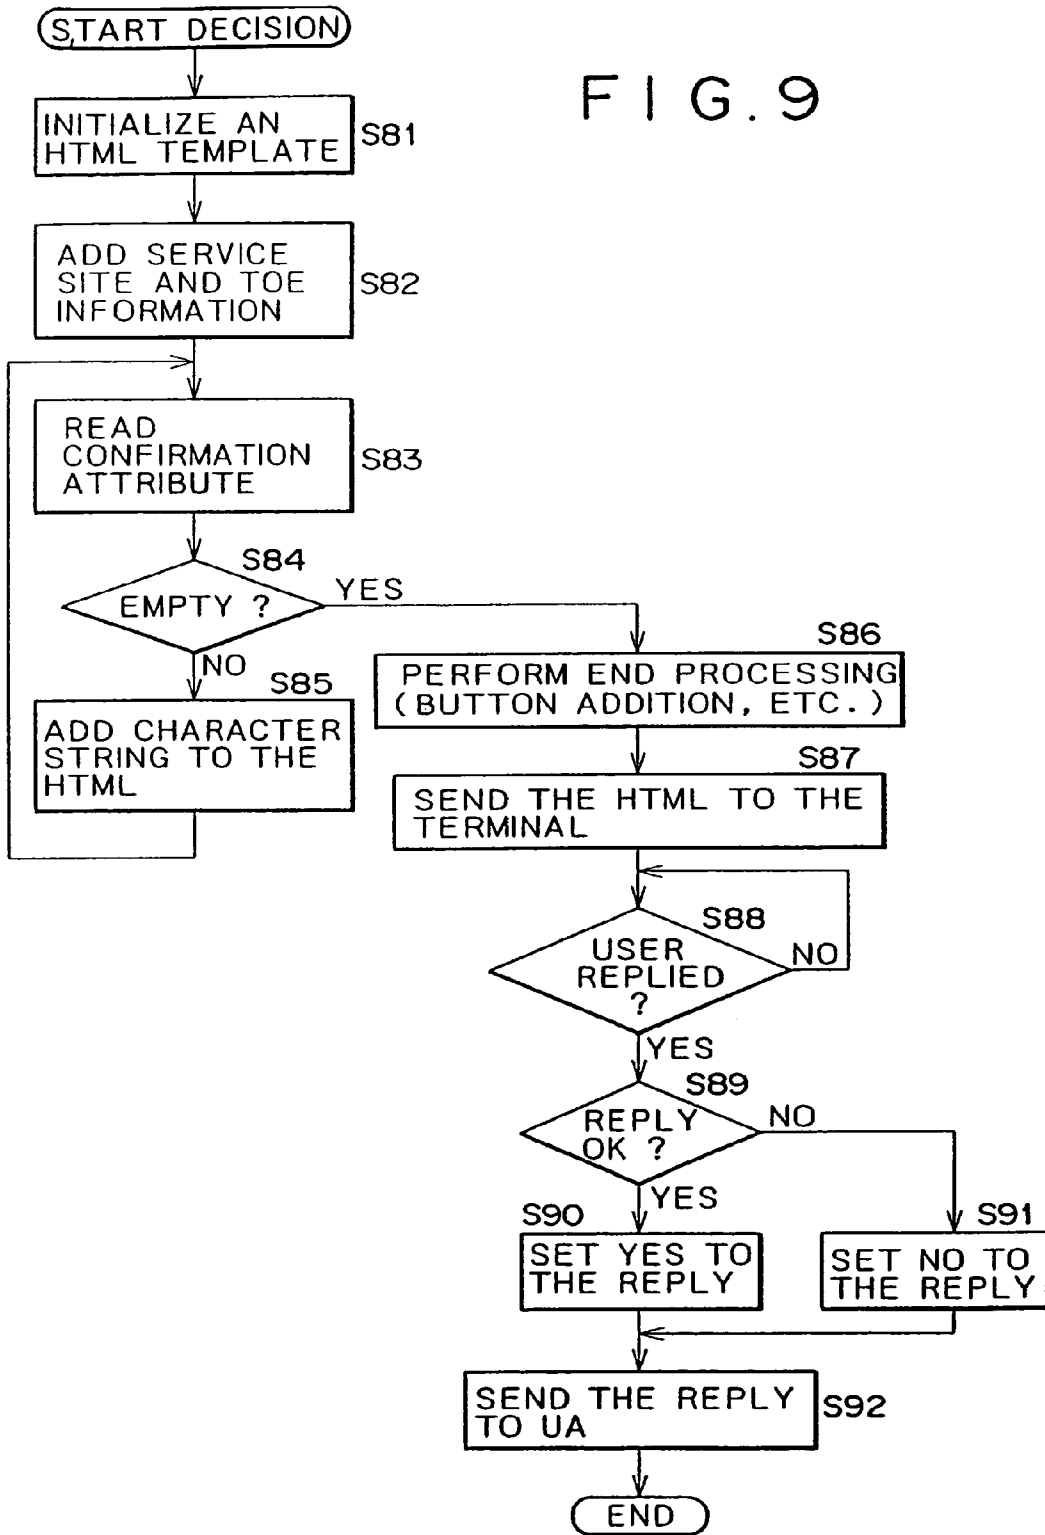 START DECISION
FIG.9
INITIALIZE AN
HTML TEMPLATE
S81
ADD SERVICE
SITE AND TOE
INFORMATION
S82
READ
CONFIRMATION
ATTRIBUTE
S83
S84
EMPTY ?
YES
NO
S85
ADD CHARACTER
STRING TO THE
HTML
S86
PERFORM END PROCESSING
(BUTTON ADDITION, ETC.)
S87
SEND THE HTML TO THE
TERMINAL
S88
USER
REPLIED
?
NO
YES
S89
REPLY
OK ?
NO
YES
S90
SET YES TO
THE REPLY
S91
SET NO TO
THE REPLY
SEND THE REPLY
TO UA
S92
END